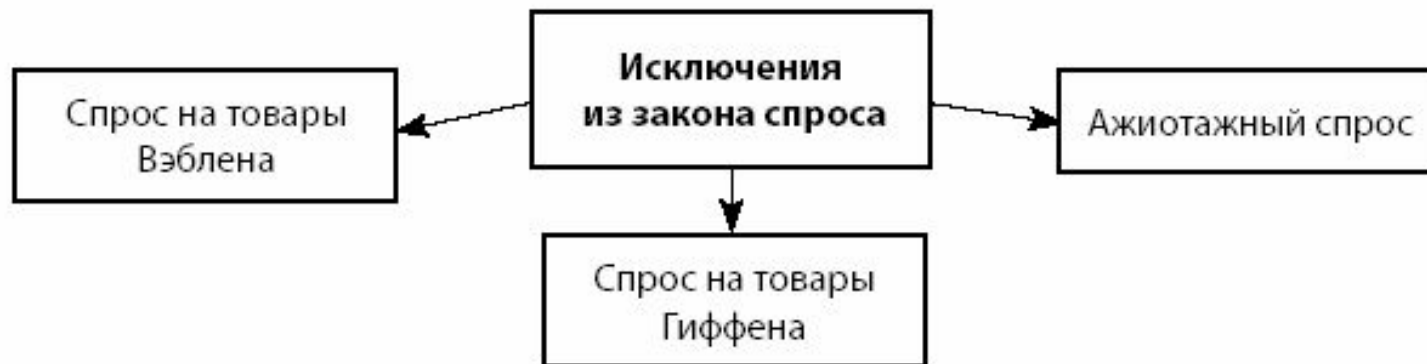 Исключения
из закона спроса
Спрос на товары
Вэблена
Ажиотажный спрос
Спрос на товары
Гиффена